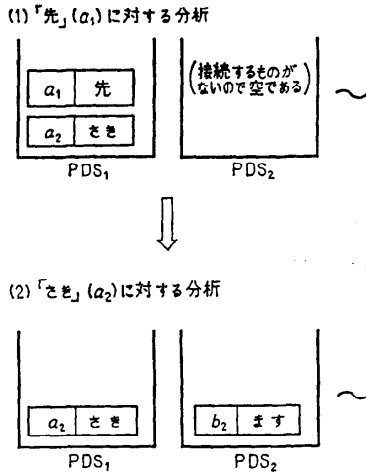 (1)「先」(a₁)に対する分析
a₁ 先
a₂ さき
PDS₁
(接続するものが
ないので空である)
PDS₂
(2)「さき」(a₂)に対する分析
a₂ さき
PDS₁
b₂ ます
PDS₂